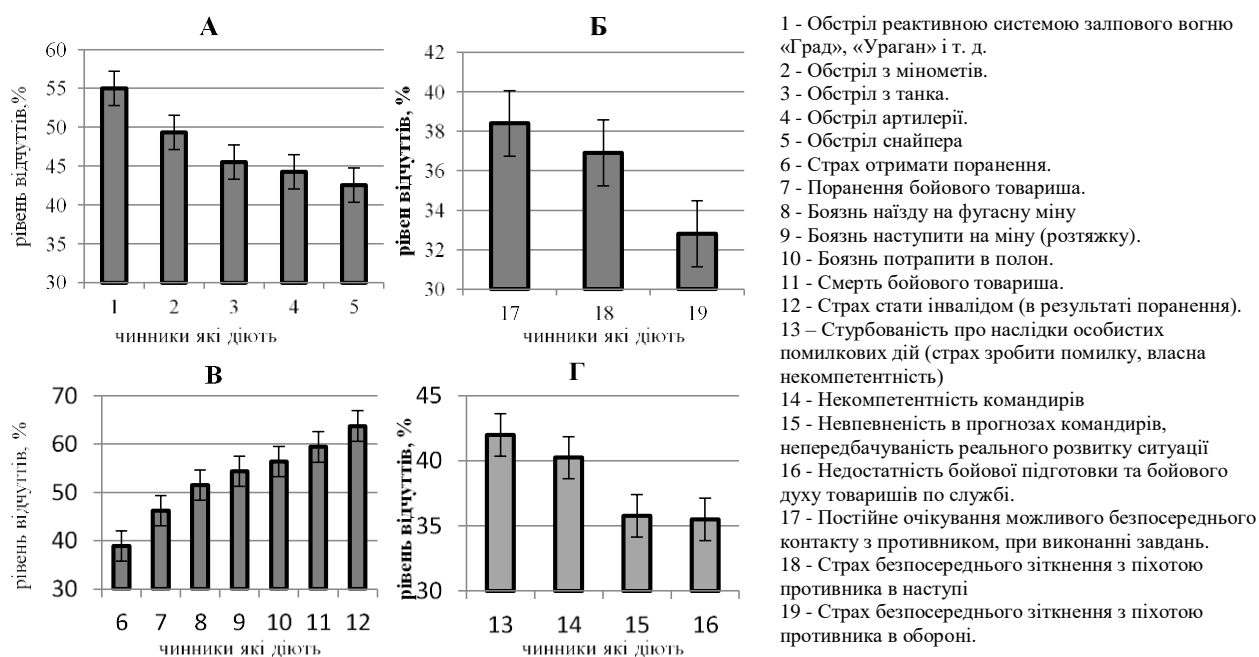 А
60
55
50
45
40
35
30
рівень відчуттів,%
1 2 3 4 5
чинники які діють
Б
42
40
38
36
34
32
30
рівен відчуттів, %
17 18 19
чинники які діють
В
70
60
50
40
30
рівень відчуттів, %
6 7 8 9 10 11 12
чинники які діють
Г
45
40
35
30
рівень відчуттів, %
13 14 15 16
чинники які діють
1 - Обстріл реактивною системою залпового вогню
«Град», «Ураган» і т. д.
2 - Обстріл з мінометів.
3 - Обстріл з танка.
4 - Обстріл артилерії.
5 - Обстріл снайпера
6 - Страх отримати поранення.
7 - Поранення бойового товариша.
8 - Боязнь наїзду на фугасну міну
9 - Боязнь наступити на міну (розтяжку).
10 - Боязнь потрапити в полон.
11 - Смерть бойового товариша.
12 - Страх стати інвалідом (в результаті поранення).
13 – Стурбованість про наслідки особистих
помилкових дій (страх зробити помилку, власна
некомпетентність)
14 - Некомпетентність командирів
15 - Невпевненість в прогнозах командирів,
непередбачуваність реального розвитку ситуації
16 - Недостатність бойової підготовки та бойового
духу товаришів по службі.
17 - Постійне очікування можливого безпосереднього
контакту з противником, при виконанні завдань.
18 - Страх безпосереднього зіткнення з піхотою
противника в наступі
19 - Страх безпосереднього зіткнення з піхотою
противника в обороні.